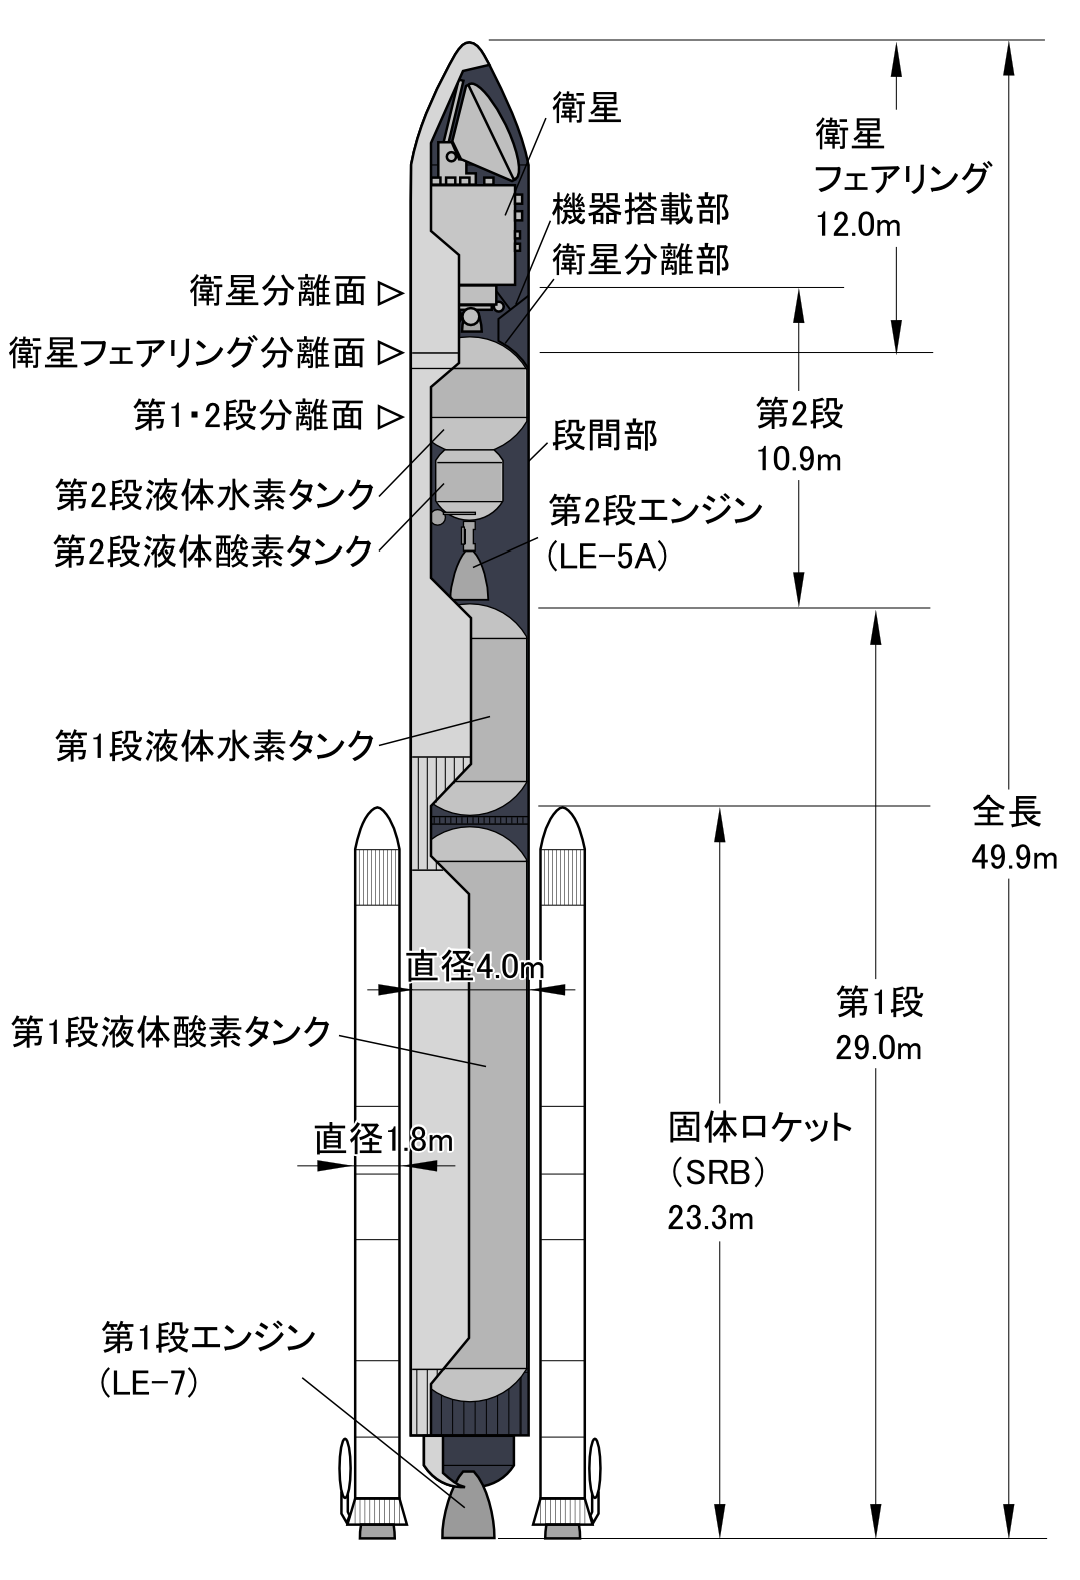 衛星
衛星
フェアリング
12.0m
機器搭載部
衛星分離部
衛星分離面
衛星フェアリング分離面
第1・2段分離面
第2段
10.9m
段間部
第2段液体水素タンク
第2段エンジン
(LE-5A)
第2段液体酸素タンク
第1段液体水素タンク
全長
49.9m
直径4.0m
第1段
29.0m
第1段液体酸素タンク
固体ロケット
(SRB)
23.3m
直径1.8m
第1段エンジン
(LE-7)